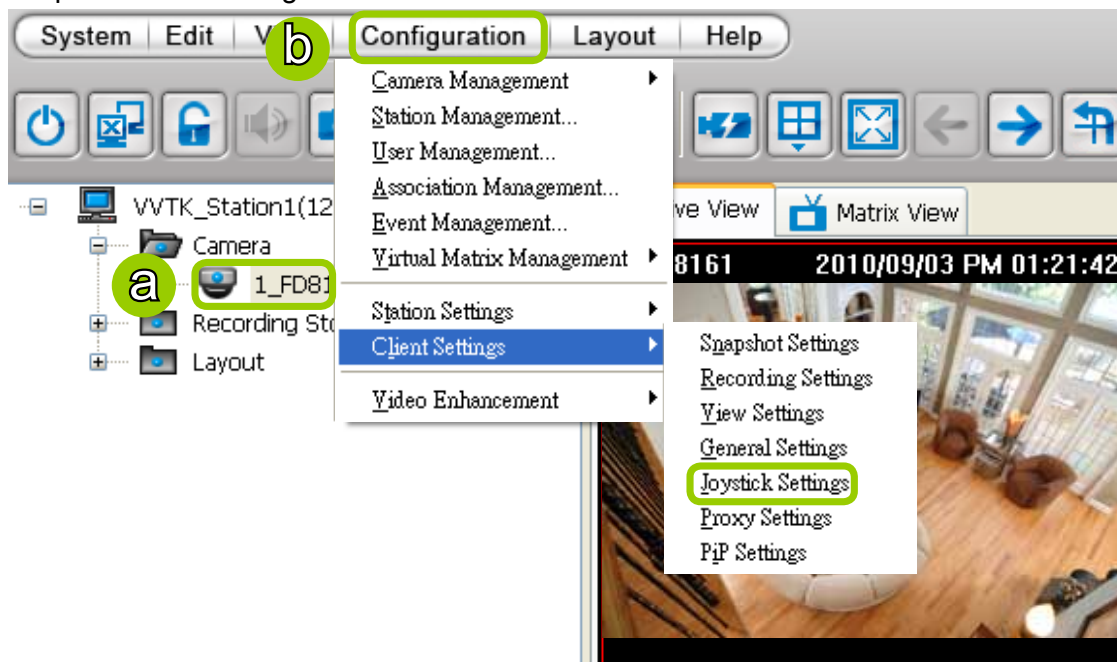 System Edit V Configuration Layout Help
b
Camera Management
Station Management...
User Management...
Association Management...
Event Management...
Virtual Matrix Management
Station Settings
Client Settings
Video Enhancement
VVTK_Station1(12
Camera
a
1_FD81
Recording Sto
Layout
ve View Matrix View
8161 2010/09/03 PM 01:21:42
Snapshot Settings
Recording Settings
View Settings
General Settings
Joystick Settings
Proxy Settings
PiP Settings